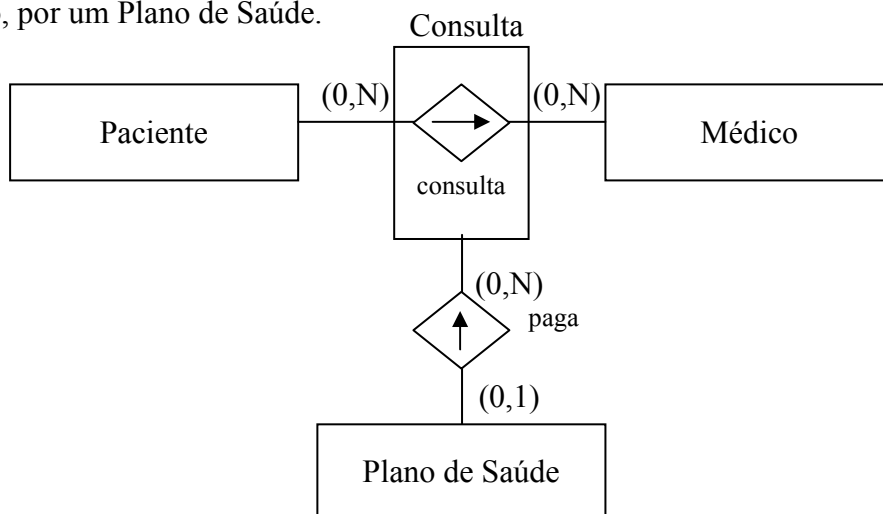 , por um Plano de Saúde.
Consulta
(0,N)
(0,N)
Paciente
Médico
consulta
(0,N)
paga
(0,1)
Plano de Saúde